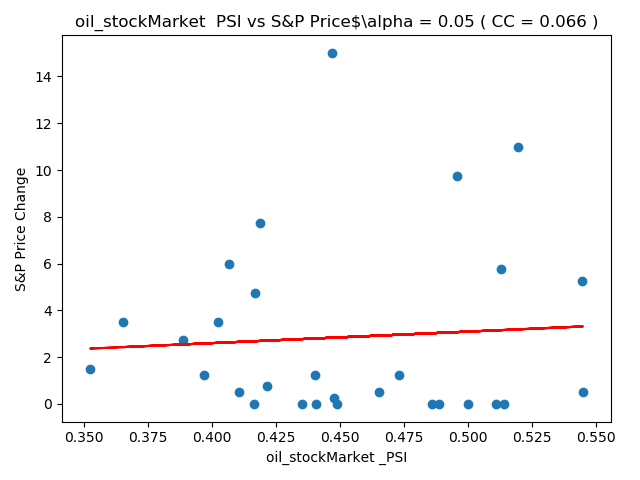 oil_stockMarket  PSI vs S&P Price$\alpha = 0.05 ( CC = 0.066 )
14
12
10
8
6
4
2
0
S&P Price Change
0.350 0.375 0.400 0.425 0.450 0.475 0.500 0.525 0.550
oil_stockMarket _PSI